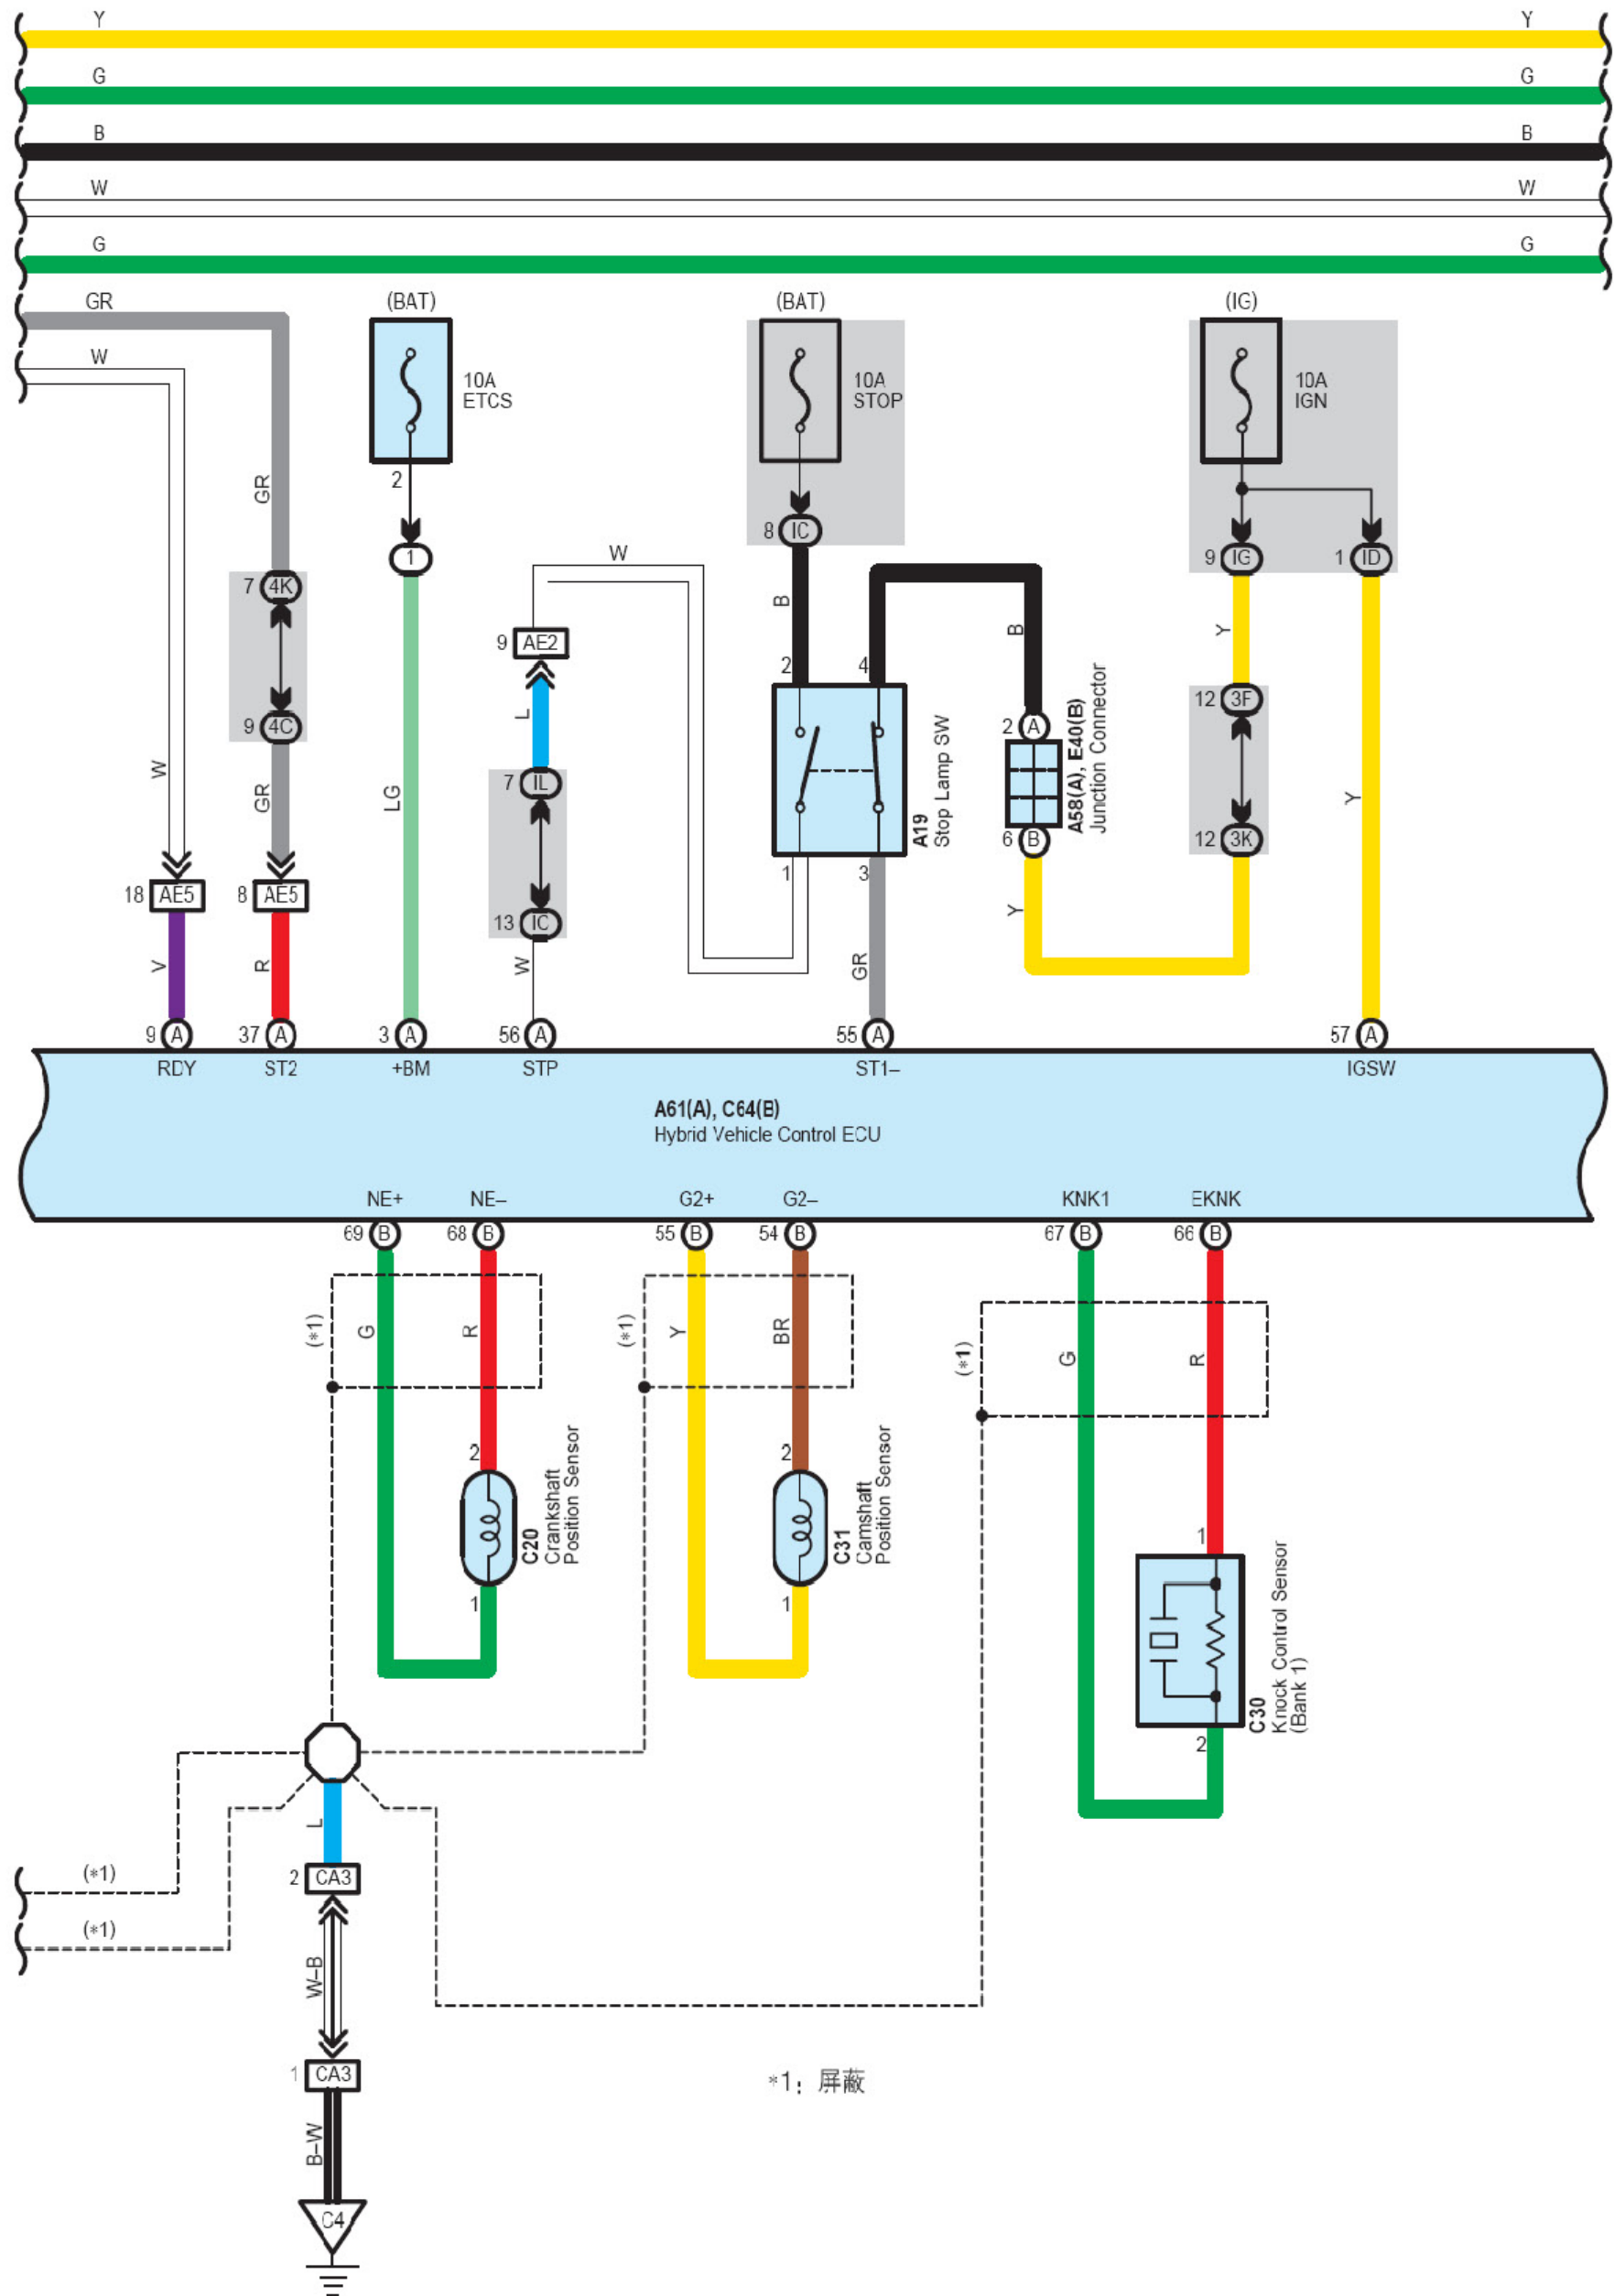 Y Y
G G
B B
W W
G G
GR (BAT) (BAT) (IG)
W
10A
ETCS
10A
STOP
10A
IGN
2
GR
8 IC
1
9 IG
1 ID
W
7 4K
B
B
Y
9 AE2
2 4
L
12 3F
2 A
9 4C
A19
Stop Lamp SW
A58(A), E40(B)
Junction Connector
W
7 IL
GR
LG
Y
6 B
12 3K
1 3
18 AE5
8 AE5
13 IC
Y
V
R
W
GR
9 A
37 A
3 A
56 A
55 A
57 A
RDY ST2 +BM STP ST1– IGSW
A61(A), C64(B)
Hybrid Vehicle Control ECU
NE+ NE– G2+ G2– KNK1 EKNK
69 B
68 B
55 B
54 B
67 B
66 B
(*1) G R (*1) Y BR (*1) G R
2
C20
Crankshaft
Position Sensor
1
2
C31
Camshaft
Position Sensor
1
1
C30
Knock Control Sensor
(Bank 1)
2
L
(*1)
2 CA3
(*1)
W–B
1 CA3
*1: 屏蔽
B–W
C4